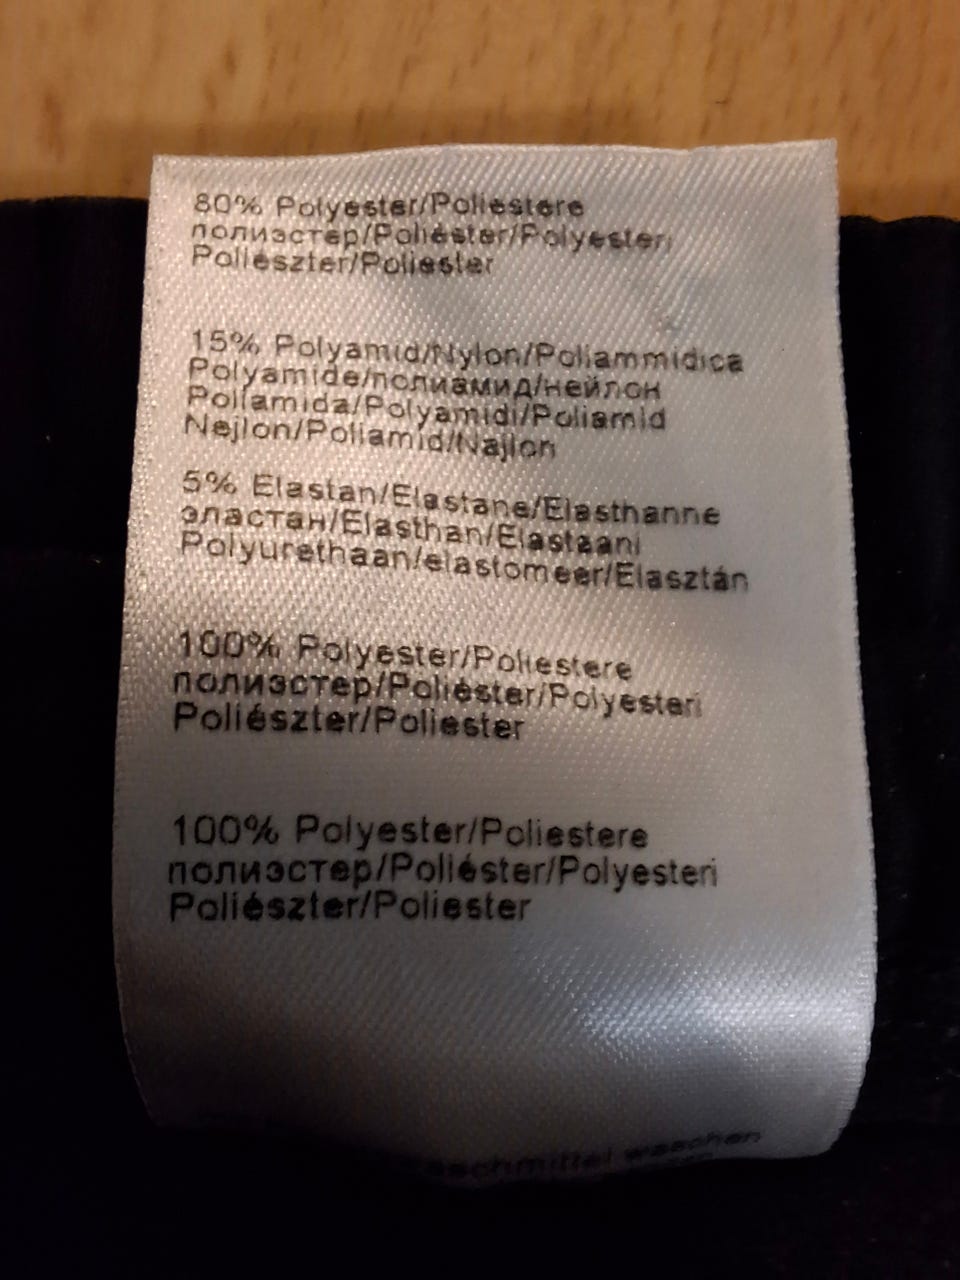 80% Polyester/Poliestere
полиэстер/Poliéster/Polyesteri
Poliészter/Poliester
15% Polyamid/Nylon/Poliammidica
Polyamide/полиамид/нейлон
Poliamida/Polyamidi/Poliamid
Nejlon/Poliamid/Najlon
5% Elastan/Elastane/Elasthanne
эластан/Elasthan/Elastaani
Polyurethaan/elastomeer/Elasztán
100% Polyester/Poliestere
полиэстер/Poliéster/Polyesteri
Poliészter/Poliester
100% Polyester/Poliestere
полиэстер/Poliéster/Polyesteri
Poliészter/Poliester
waschen